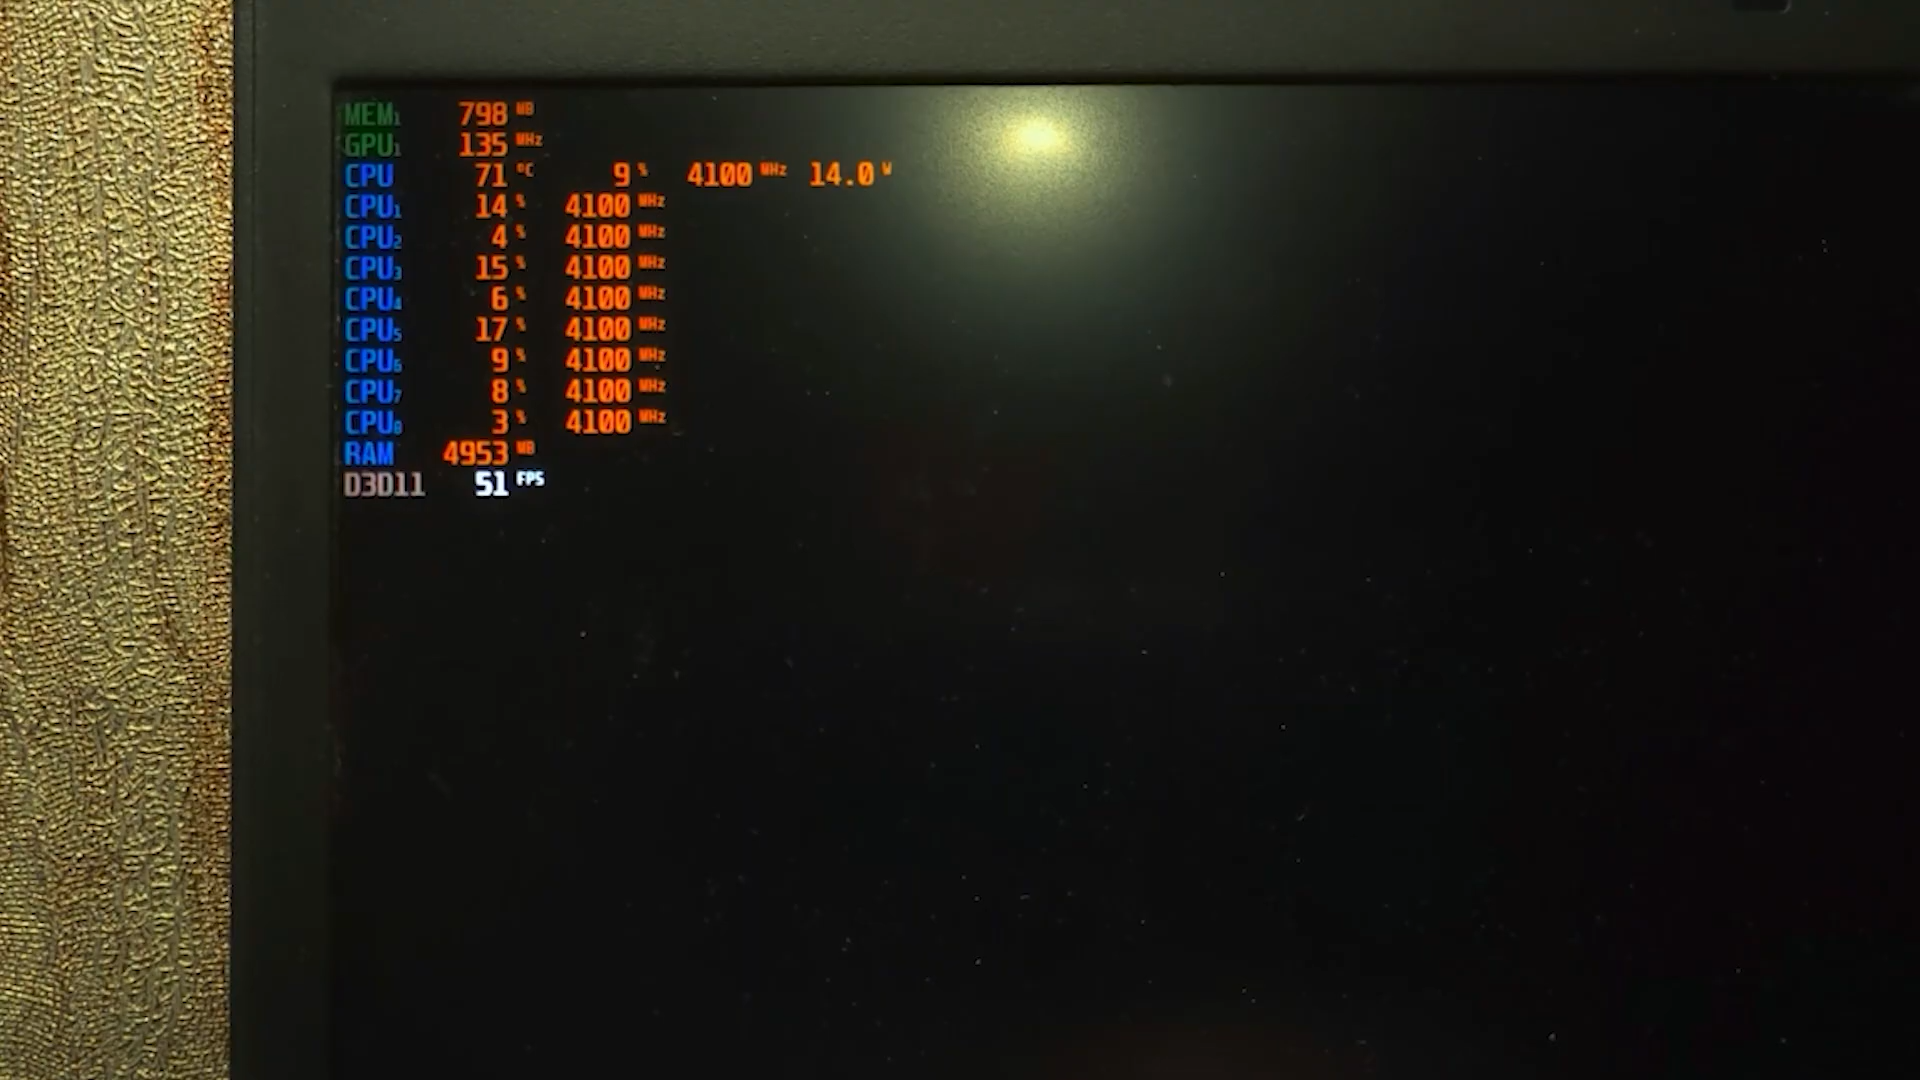 MEM1 798 MB
GPU1 135 MHz
CPU 71 °C 9 % 4100 MHz 14.0 W
CPU1 14 % 4100 MHz
CPU2 4 % 4100 MHz
CPU3 15 % 4100 MHz
CPU4 6 % 4100 MHz
CPU5 17 % 4100 MHz
CPU6 9 % 4100 MHz
CPU7 8 % 4100 MHz
CPU8 3 % 4100 MHz
RAM 4953 MB
D3D11 51 FPS